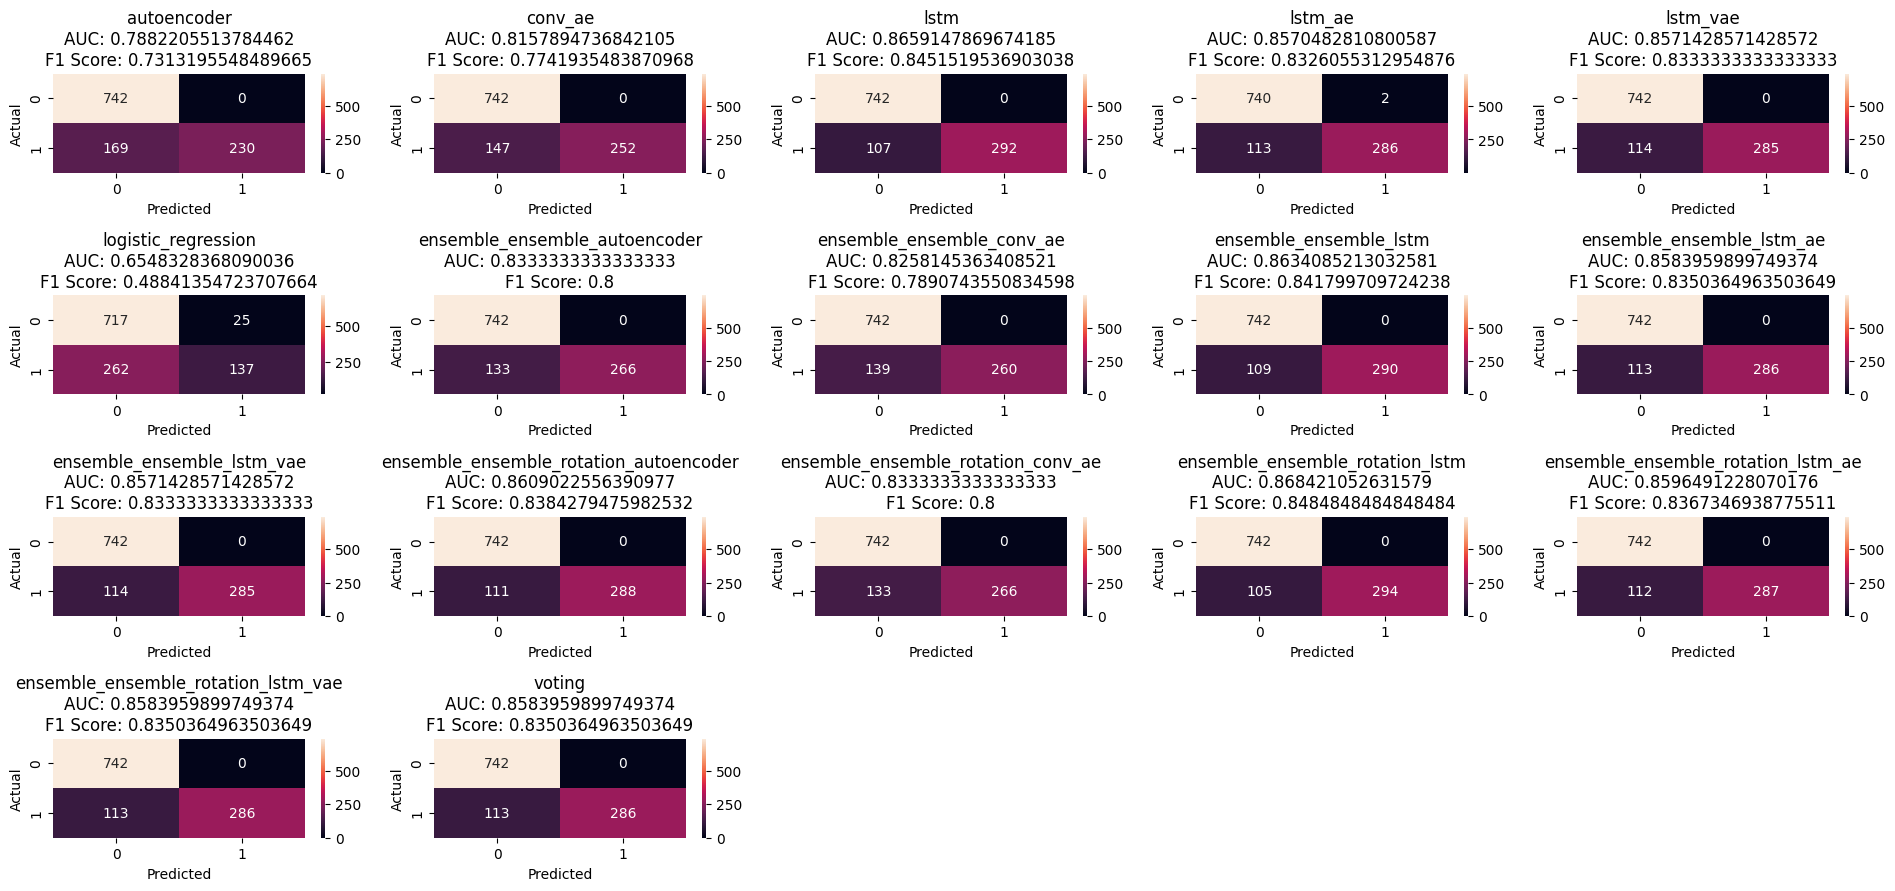 autoencoder
AUC: 0.7882205513784462
F1 Score: 0.7313195548489665
742 0
169 230
0 1
Actual
Predicted
0 1
500
250
0
conv_ae
AUC: 0.8157894736842105
F1 Score: 0.7741935483870968
742 0
147 252
0 1
Actual
Predicted
0 1
500
250
0
lstm
AUC: 0.8659147869674185
F1 Score: 0.8451519536903038
742 0
107 292
0 1
Actual
Predicted
0 1
500
250
0
lstm_ae
AUC: 0.8570482810800587
F1 Score: 0.8326055312954876
740 2
113 286
0 1
Actual
Predicted
0 1
500
250
lstm_vae
AUC: 0.8571428571428572
F1 Score: 0.8333333333333333
742 0
114 285
0 1
Actual
Predicted
0 1
500
250
0
logistic_regression
AUC: 0.6548328368090036
F1 Score: 0.48841354723707664
717 25
262 137
0 1
Actual
Predicted
0 1
500
250
ensemble_ensemble_autoencoder
AUC: 0.8333333333333333
F1 Score: 0.8
742 0
133 266
0 1
Actual
Predicted
0 1
500
250
0
ensemble_ensemble_conv_ae
AUC: 0.8258145363408521
F1 Score: 0.7890743550834598
742 0
139 260
0 1
Actual
Predicted
0 1
500
250
0
ensemble_ensemble_lstm
AUC: 0.8634085213032581
F1 Score: 0.841799709724238
742 0
109 290
0 1
Actual
Predicted
0 1
500
250
0
ensemble_ensemble_lstm_ae
AUC: 0.8583959899749374
F1 Score: 0.8350364963503649
742 0
113 286
0 1
Actual
Predicted
0 1
500
250
0
ensemble_ensemble_lstm_vae
AUC: 0.8571428571428572
F1 Score: 0.8333333333333333
742 0
114 285
0 1
Actual
Predicted
0 1
500
250
0
ensemble_ensemble_rotation_autoencoder
AUC: 0.8609022556390977
F1 Score: 0.8384279475982532
742 0
111 288
0 1
Actual
Predicted
0 1
500
250
0
ensemble_ensemble_rotation_conv_ae
AUC: 0.8333333333333333
F1 Score: 0.8
742 0
133 266
0 1
Actual
Predicted
0 1
500
250
0
ensemble_ensemble_rotation_lstm
AUC: 0.868421052631579
F1 Score: 0.8484848484848484
742 0
105 294
0 1
Actual
Predicted
0 1
500
250
0
ensemble_ensemble_rotation_lstm_ae
AUC: 0.8596491228070176
F1 Score: 0.8367346938775511
742 0
112 287
0 1
Actual
Predicted
0 1
500
250
0
ensemble_ensemble_rotation_lstm_vae
AUC: 0.8583959899749374
F1 Score: 0.8350364963503649
742 0
113 286
0 1
Actual
Predicted
0 1
500
250
0
voting
AUC: 0.8583959899749374
F1 Score: 0.8350364963503649
742 0
113 286
0 1
Actual
Predicted
0 1
500
250
0